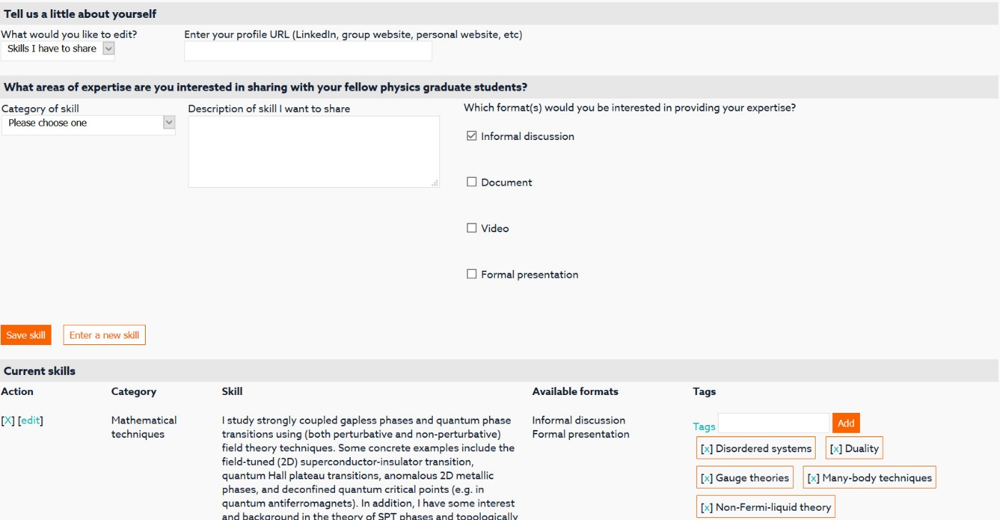 Tell us a little about yourself
What would you like to edit?
Enter your profile URL (LinkedIn, group website, personal website, etc)
Skills I have to share
What areas of expertise are you interested in sharing with your fellow physics graduate students?
Category of skill
Please choose one
Description of skill I want to share
Which format(s) would you be interested in providing your expertise?
Informal discussion
Document
Video
Formal presentation
Save skill
Enter a new skill
Current skills
Action Category Skill Available formats Tags
[X] [edit]
Mathematical
techniques
I study strongly coupled gapless phases and quantum phase
transitions using (both perturbative and non-perturbative)
field theory techniques. Some concrete examples include the
field-tuned (2D) superconductor-insulator transition,
quantum Hall plateau transitions, anomalous 2D metallic
phases, and deconfined quantum critical points (e.g. in
quantum antiferromagnets). In addition, I have some interest
and background in the theory of SPT phases and topologically
Informal discussion
Formal presentation
Tags
Add
[x] Disordered systems
[x] Duality
[x] Gauge theories
[x] Many-body techniques
[x] Non-Fermi-liquid theory